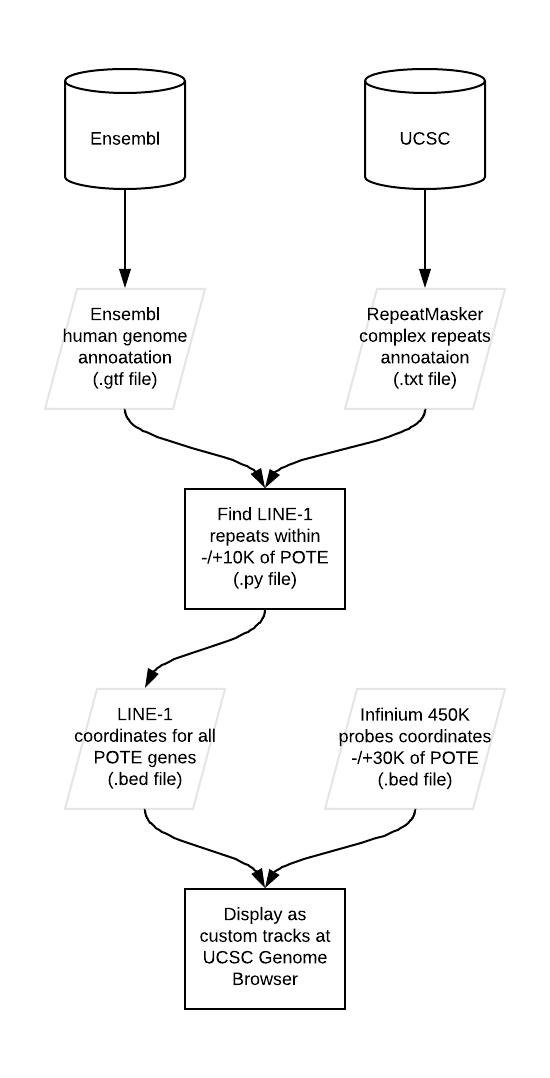 Ensembl
UCSC
Ensembl
human genome
annoatation
(.gtf file)
RepeatMasker
complex repeats
annoataion
(.txt file)
Find LINE-1
repeats within
-/+10K of POTE
(.py file)
LINE-1
coordinates for all
POTE genes
(.bed file)
Infinium 450K
probes coordinates
-/+30K of POTE
(.bed file)
Display as
custom tracks at
UCSC Genome
Browser